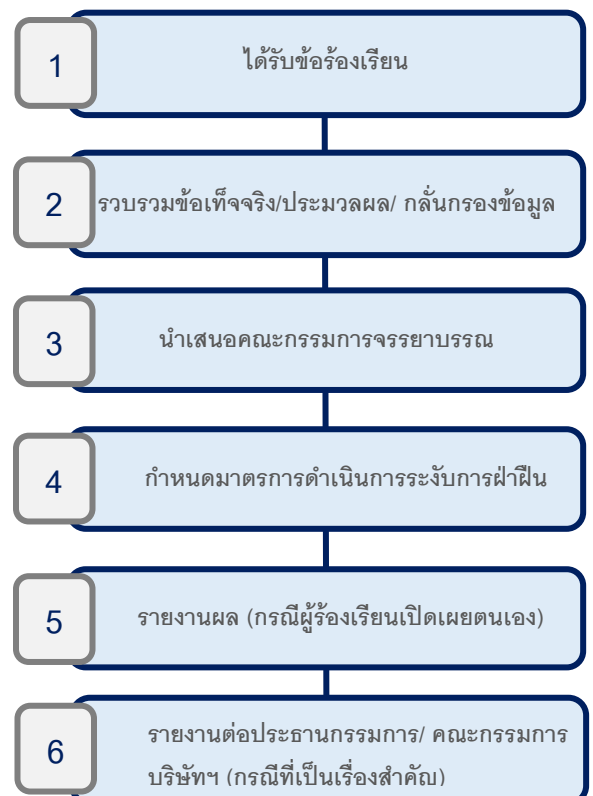 1
ได้รับข้อร้องเรียน
2
รวบรวมข้อเท็จจริง/ประมวลผล/ กลั่นกรองข้อมูล
3
นำเสนอคณะกรรมการจรรยาบรรณ
4
กำหนดมาตรการดำเนินการระงับการฝ่าฝืน
5
รายงานผล (กรณีผู้ร้องเรียนเปิดเผยตนเอง)
6
รายงานต่อประธานกรรมการ/ คณะกรรมการ
บริษัทฯ (กรณีที่เป็นเรื่องสำคัญ)